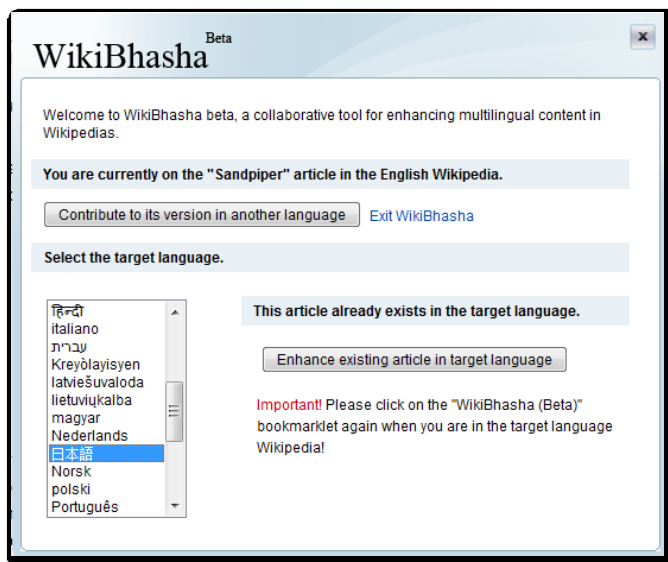 WikiBhasha Beta
x
Welcome to WikiBhasha beta, a collaborative tool for enhancing multilingual content in
Wikipedias.
You are currently on the "Sandpiper" article in the English Wikipedia.
Contribute to its version in another language Exit WikiBhasha
Select the target language.
हिन्दी
italiano
עברית
Kreyòlayisyen
latviešuvaloda
lietuviųkalba
magyar
Nederlands
日本語
Norsk
polski
Português
This article already exists in the target language.
Enhance existing article in target language
Important! Please click on the "WikiBhasha (Beta)"
bookmarklet again when you are in the target language
Wikipedia!